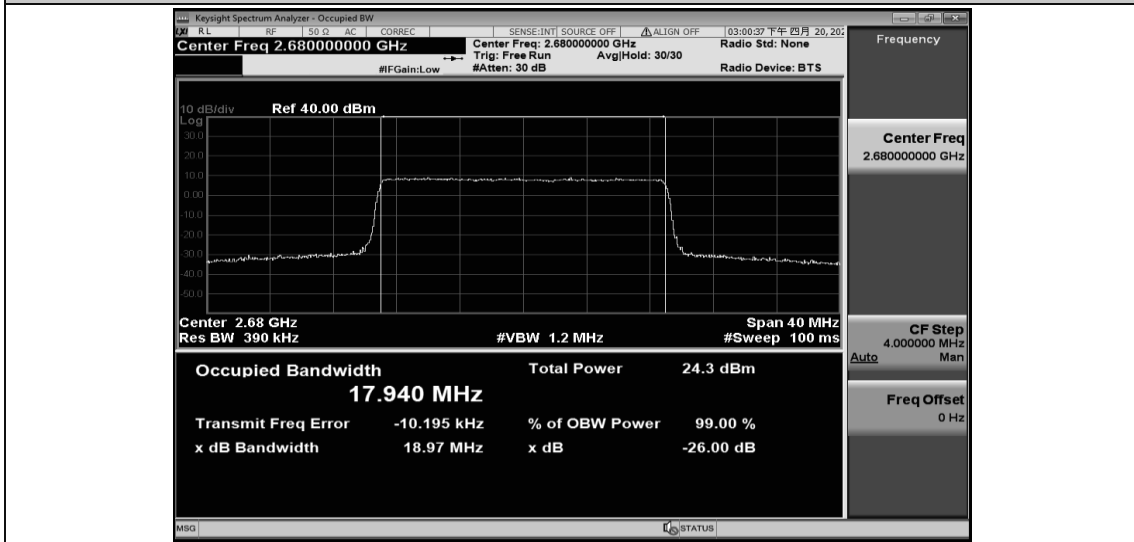 Keysight Spectrum Analyzer - Occupied BW
LXI RL RF 50 Ω AC CORREC SENSE:INT SOURCE OFF ALIGN OFF 03:00:37 下午 四月 20, 202
Center Freq 2.680000000 GHz
Center Freq: 2.680000000 GHz
Radio Std: None
Trig: Free Run Avg|Hold: 30/30
#IFGain:Low
#Atten: 30 dB
Radio Device: BTS
10 dB/div Ref 40.00 dBm
Log
30.0
20.0
10.0
0.00
-10.0
-20.0
-30.0
-40.0
-50.0
Center 2.68 GHz Span 40 MHz
Res BW 390 kHz #VBW 1.2 MHz #Sweep 100 ms
Occupied Bandwidth Total Power 24.3 dBm
17.940 MHz
Transmit Freq Error -10.195 kHz % of OBW Power 99.00 %
x dB Bandwidth 18.97 MHz x dB -26.00 dB
Frequency
Center Freq
2.680000000 GHz
CF Step
4.000000 MHz
Auto Man
Freq Offset
0 Hz
MSG STATUS